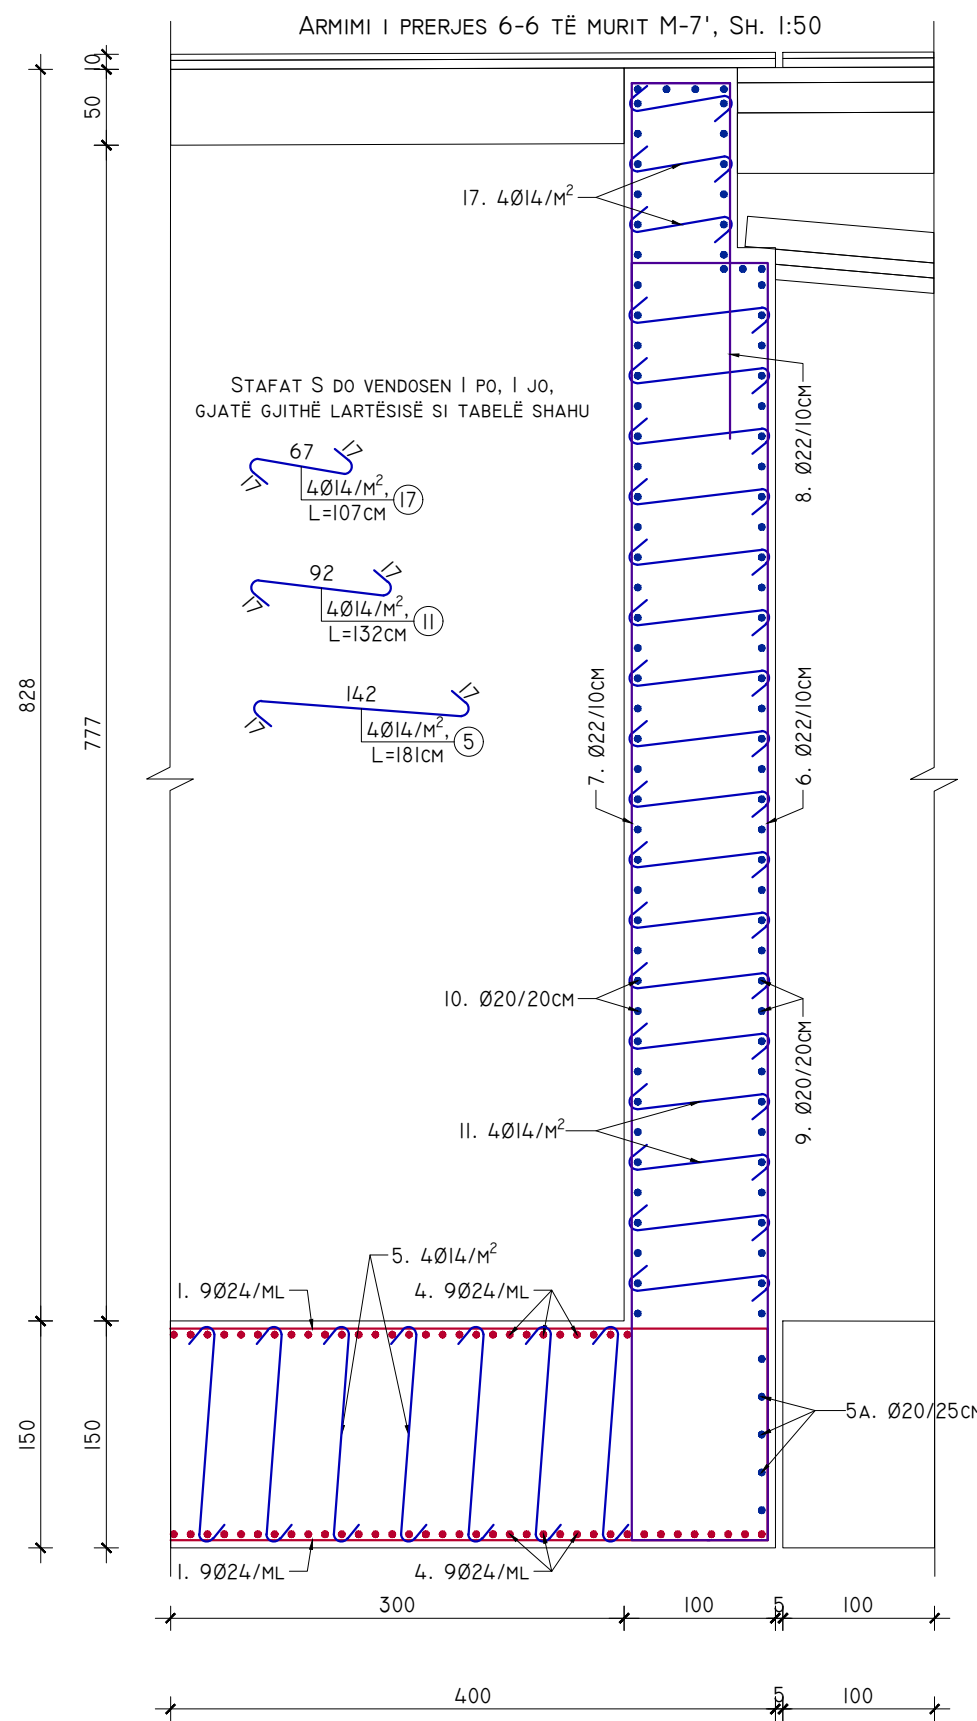 ARMIMI I PRERJES 6-6 TË MURIT M-7', SH. 1:50
10
50
17. 4Ø14/M²
STAFAT S DO VENDOSEN 1 PO, 1 JO,
GJATË GJITHË LARTËSISË SI TABELË SHAHU
8. Ø22/10CM
67
17
17
4Ø14/M²,
17
L=107CM
92
17
17
4Ø14/M²,
11
L=132CM
142
17
17
4Ø14/M²,
5
L=181CM
828
777
7. Ø22/10CM
6. Ø22/10CM
10. Ø20/20CM
9. Ø20/20CM
11. 4Ø14/M²
5. 4Ø14/M²
1. 9Ø24/ML
4. 9Ø24/ML
150
150
5A. Ø20/25CM
1. 9Ø24/ML
4. 9Ø24/ML
300
100
5
100
400
5
100